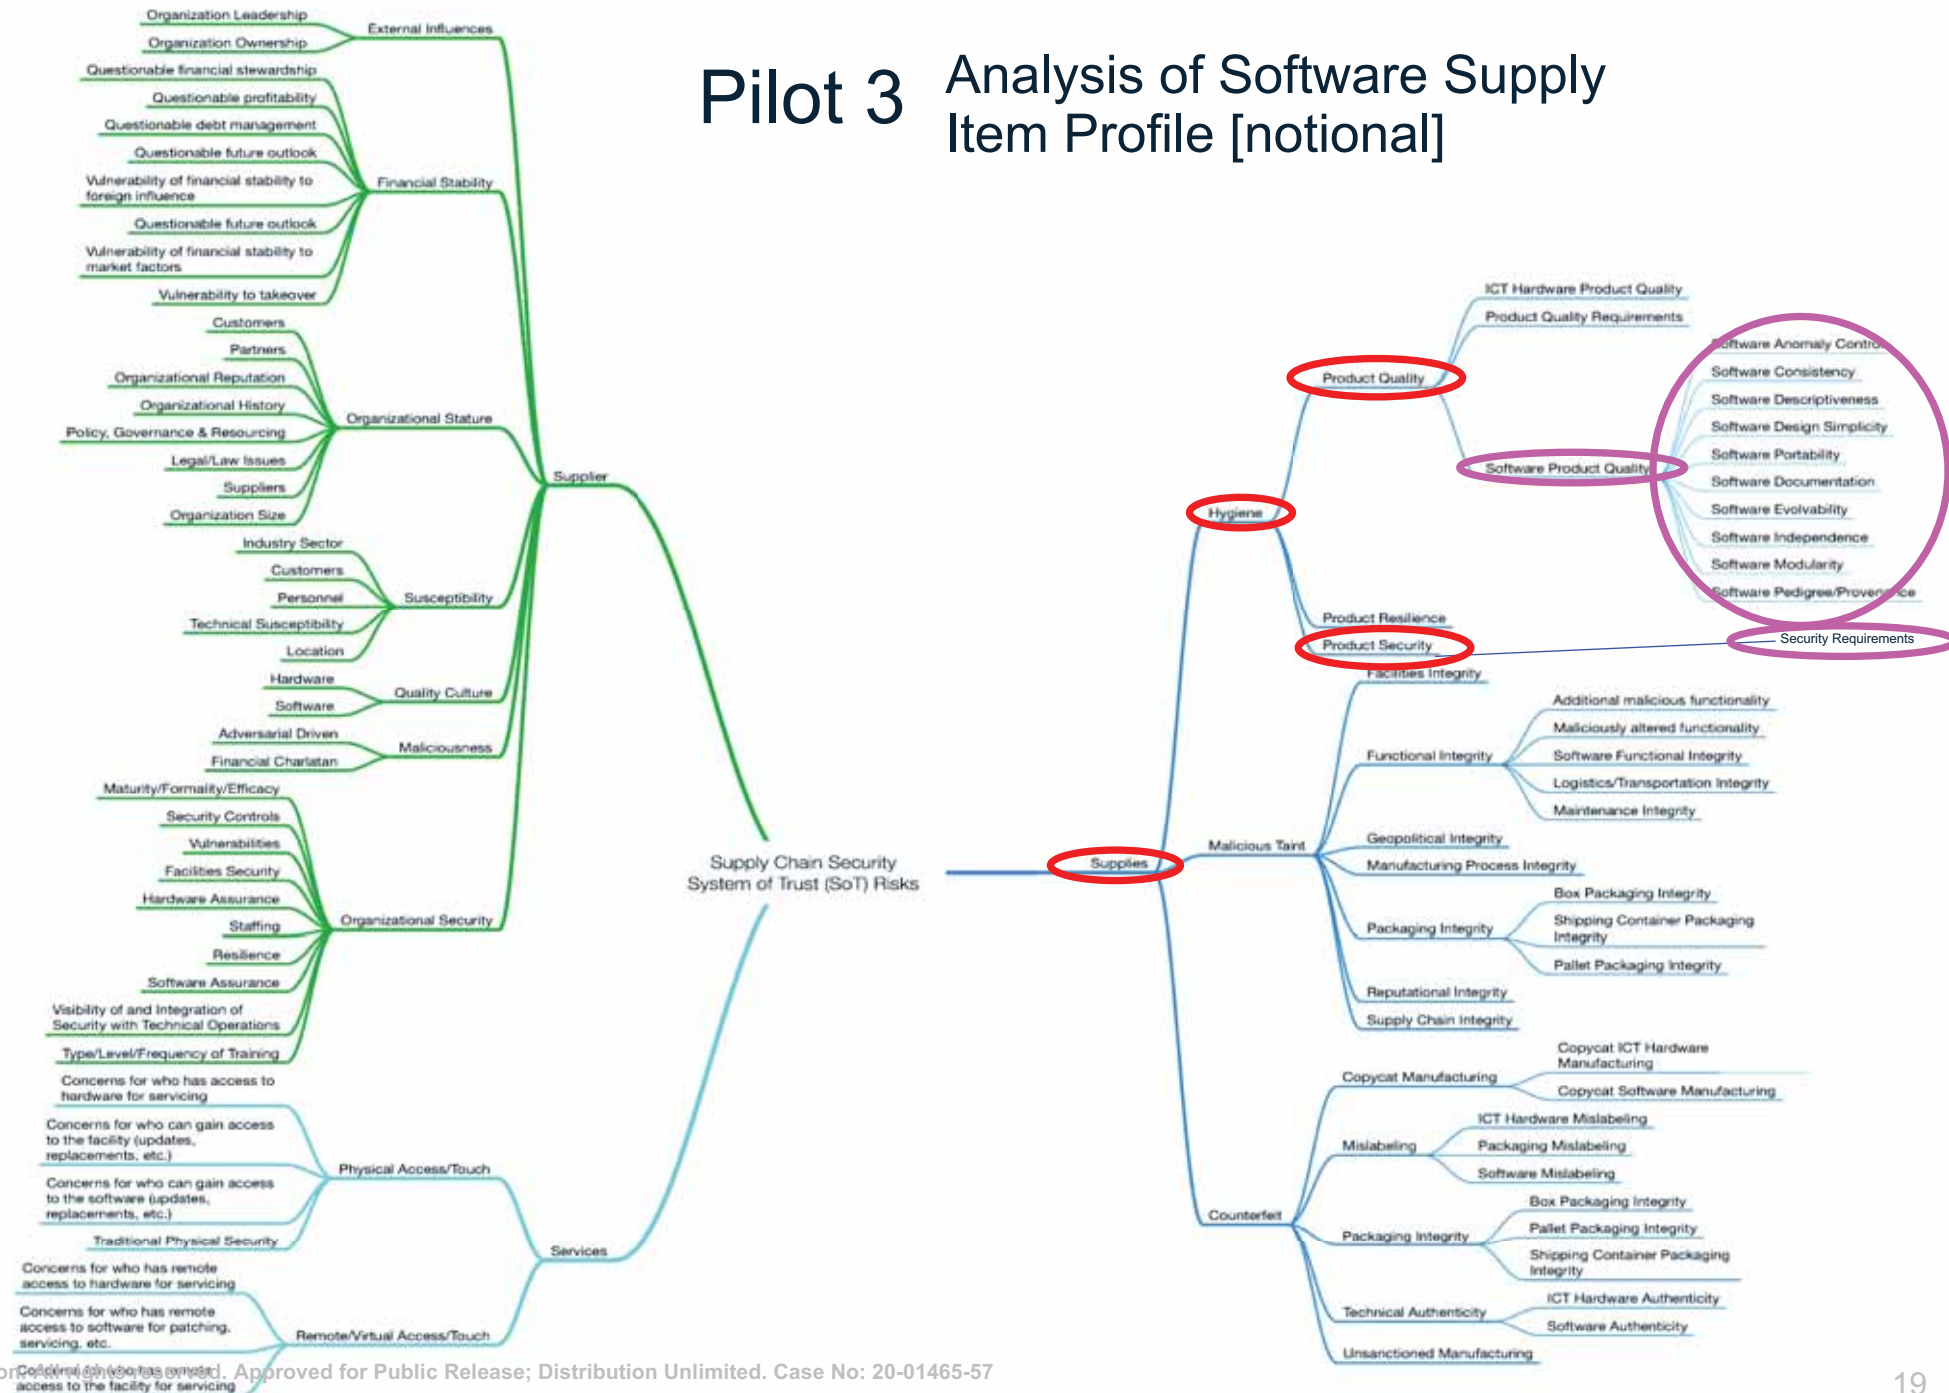 Pilot 3
Analysis of Software Supply
Item Profile [notional]
Organization Leadership
Organization Ownership
External Influences
Questionable financial stewardship
Questionable profitability
Questionable debt management
Questionable future outlook
Vulnerability of financial stability to
foreign influence
Questionable future outlook
Vulnerability of financial stability to
market factors
Vulnerability to takeover
Financial Stability
Customers
Partners
Organizational Reputation
Organizational History
Policy, Governance & Resourcing
Legal/Law Issues
Suppliers
Organization Size
Organizational Stature
Supplier
Industry Sector
Customers
Personnel
Technical Susceptibility
Location
Susceptibility
Hardware
Software
Quality Culture
Adversarial Driven
Financial Charlatan
Maliciousness
Maturity/Formality/Efficacy
Security Controls
Vulnerabilities
Facilities Security
Hardware Assurance
Staffing
Resilience
Software Assurance
Visibility of and Integration of
Security with Technical Operations
Type/Level/Frequency of Training
Organizational Security
Concerns for who has access to
hardware for servicing
Concerns for who can gain access
to the facility (updates,
replacements, etc.)
Concerns for who can gain access
to the software (updates,
replacements, etc.)
Traditional Physical Security
Physical Access/Touch
Services
Concerns for who has remote
access to hardware for servicing
Concerns for who has remote
access to software for patching,
servicing, etc.
Remote/Virtual Access/Touch
access to the facility for servicing
Supply Chain Security
System of Trust (SoT) Risks
Supplies
Hygiene
Product Quality
ICT Hardware Product Quality
Product Quality Requirements
Software Product Quality
Software Anomaly Control
Software Consistency
Software Descriptiveness
Software Design Simplicity
Software Portability
Software Documentation
Software Evolvability
Software Independence
Software Modularity
Software Pedigree/Provenance
Product Resilience
Product Security
Security Requirements
Malicious Taint
Facilities Integrity
Functional Integrity
Additional malicious functionality
Maliciously altered functionality
Software Functional Integrity
Logistics/Transportation Integrity
Maintenance Integrity
Geopolitical Integrity
Manufacturing Process Integrity
Packaging Integrity
Box Packaging Integrity
Shipping Container Packaging
Integrity
Pallet Packaging Integrity
Reputational Integrity
Supply Chain Integrity
Counterfeit
Copycat Manufacturing
Copycat ICT Hardware
Manufacturing
Copycat Software Manufacturing
Mislabeling
ICT Hardware Mislabeling
Packaging Mislabeling
Software Mislabeling
Packaging Integrity
Box Packaging Integrity
Pallet Packaging Integrity
Shipping Container Packaging
Integrity
Technical Authenticity
ICT Hardware Authenticity
Software Authenticity
Unsanctioned Manufacturing
All rights reserved. Approved for Public Release; Distribution Unlimited. Case No: 20-01465-57
19